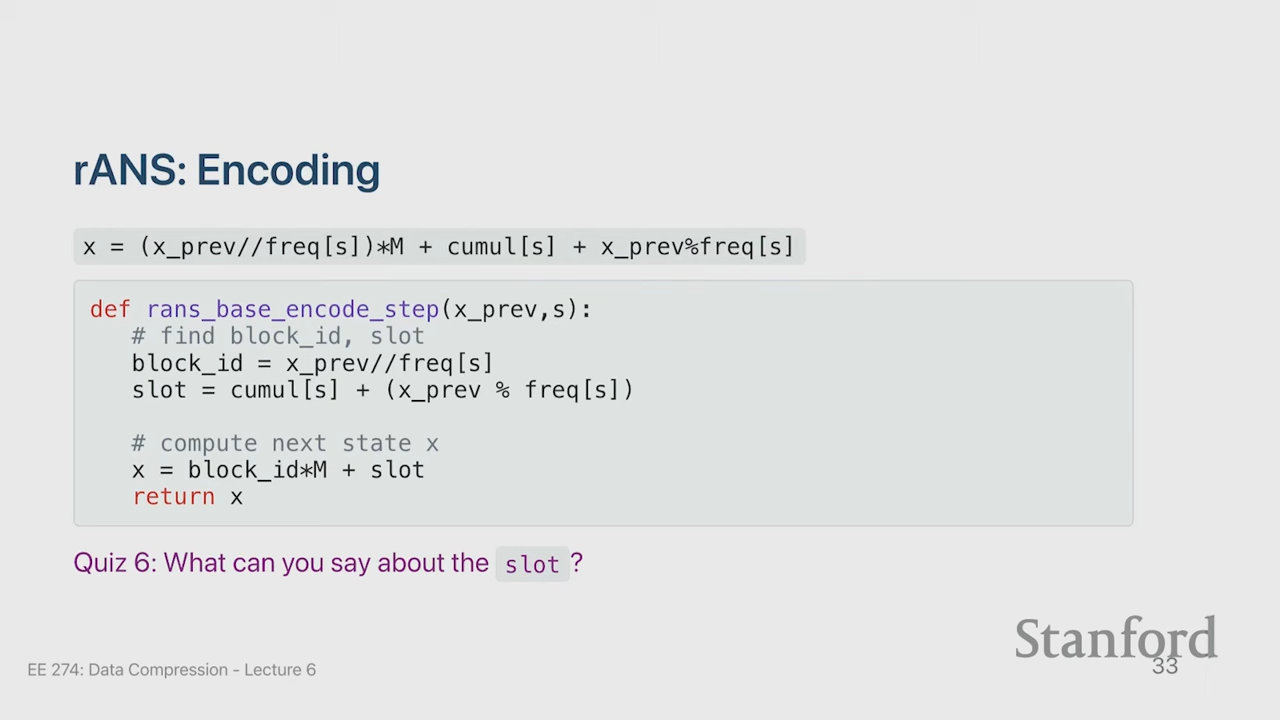 rANS: Encoding
x = (x_prev//freq[s])*M + cumul[s] + x_prev%freq[s]
def rans_base_encode_step(x_prev,s):
   # find block_id, slot
   block_id = x_prev//freq[s]
   slot = cumul[s] + (x_prev % freq[s])
   # compute next state x
   x = block_id*M + slot
   return x
Quiz 6: What can you say about the slot?
Stanford
EE 274: Data Compression - Lecture 6
33